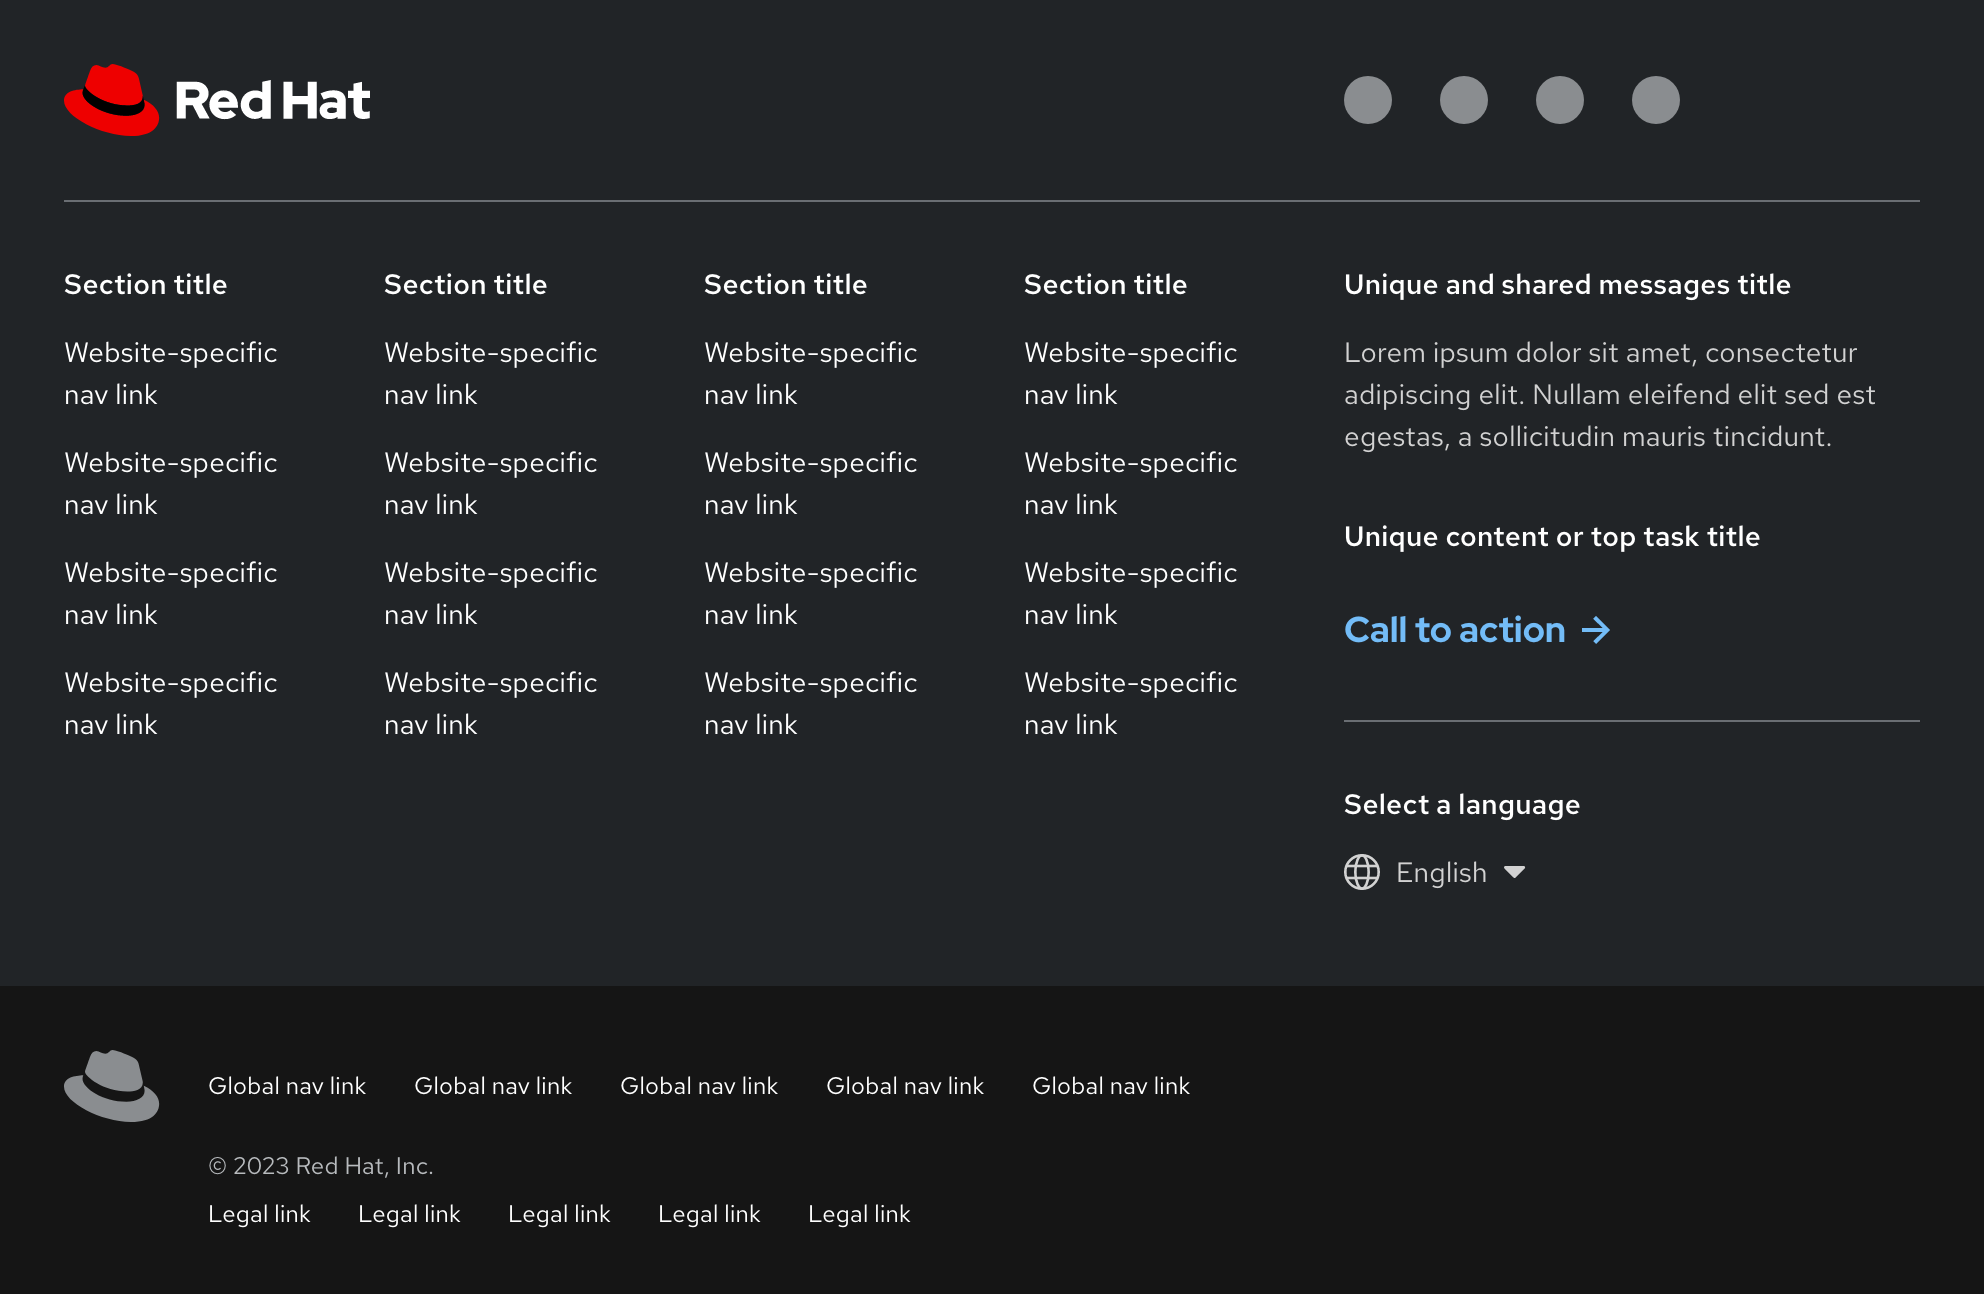 Red Hat
Section title
Website-specific
nav link
Website-specific
nav link
Website-specific
nav link
Website-specific
nav link
Section title
Website-specific
nav link
Website-specific
nav link
Website-specific
nav link
Website-specific
nav link
Section title
Website-specific
nav link
Website-specific
nav link
Website-specific
nav link
Website-specific
nav link
Section title
Website-specific
nav link
Website-specific
nav link
Website-specific
nav link
Website-specific
nav link
Unique and shared messages title
Lorem ipsum dolor sit amet, consectetur
adipiscing elit. Nullam eleifend elit sed est
egestas, a sollicitudin mauris tincidunt.
Unique content or top task title
Call to action
Select a language
English
Global nav link Global nav link Global nav link Global nav link Global nav link
© 2023 Red Hat, Inc.
Legal link Legal link Legal link Legal link Legal link